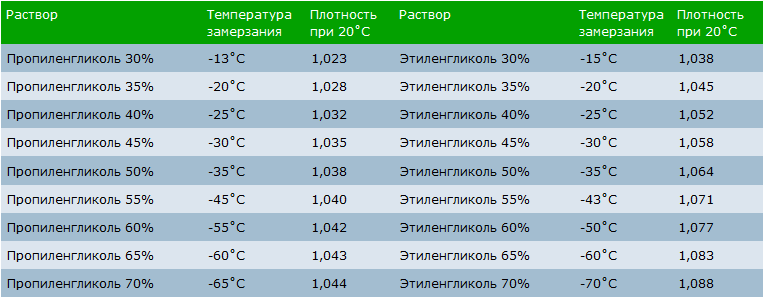 Раствор Температура замерзания Плотность при 20˚С Раствор Температура замерзания Плотность при 20˚С
Пропиленгликоль 30% -13˚С 1,023 Этиленгликоль 30% -15˚С 1,038
Пропиленгликоль 35% -20˚С 1,028 Этиленгликоль 35% -20˚С 1,045
Пропиленгликоль 40% -25˚С 1,032 Этиленгликоль 40% -25˚С 1,052
Пропиленгликоль 45% -30˚С 1,035 Этиленгликоль 45% -30˚С 1,058
Пропиленгликоль 50% -35˚С 1,038 Этиленгликоль 50% -35˚С 1,064
Пропиленгликоль 55% -45˚С 1,040 Этиленгликоль 55% -43˚С 1,071
Пропиленгликоль 60% -55˚С 1,042 Этиленгликоль 60% -50˚С 1,077
Пропиленгликоль 65% -60˚С 1,043 Этиленгликоль 65% -60˚С 1,083
Пропиленгликоль 70% -65˚С 1,044 Этиленгликоль 70% -70˚С 1,088